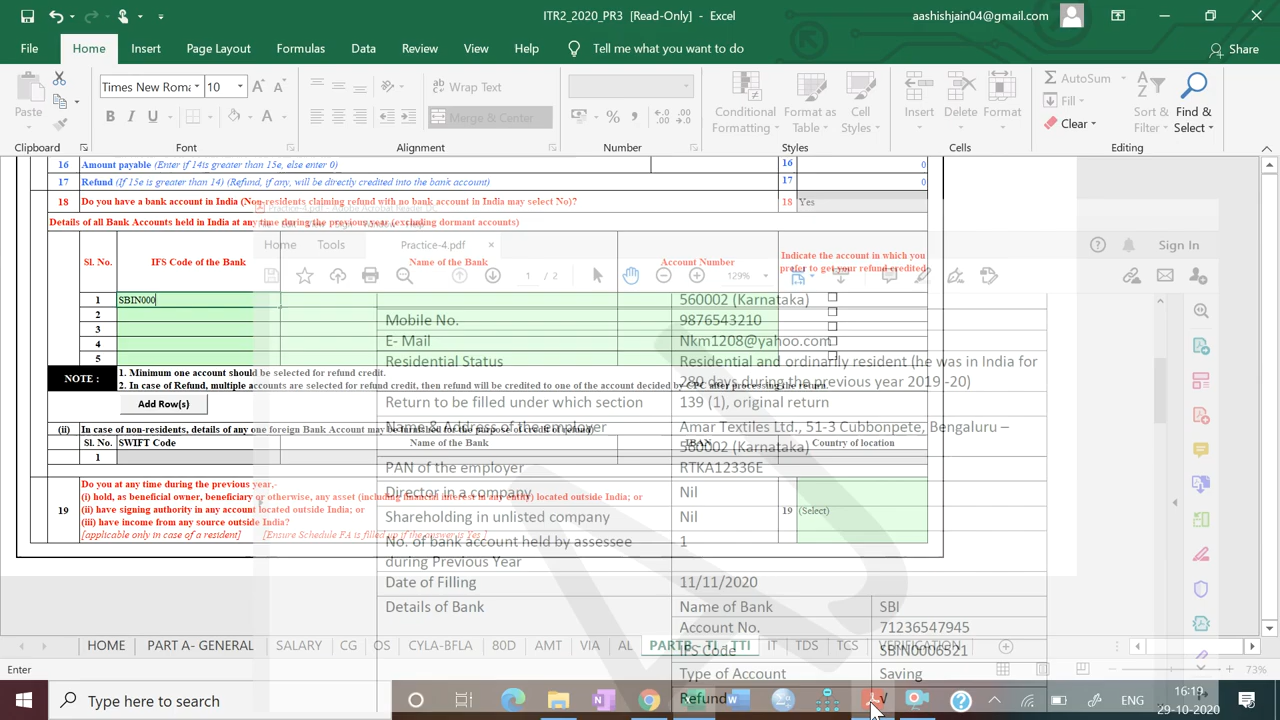 ITR2_2020_PR3 [Read-Only] - Excel
aashishjain04@gmail.com
File Home Insert Page Layout Formulas Data Review View Help Tell me what you want to do Share
Paste
Times New Roma 10
B I U
Wrap Text
Merge & Center
Conditional Formatting
Format as Table
Cell Styles
Insert
Delete
Format
AutoSum
Fill
Clear
Sort & Filter
Find & Select
Clipboard Font Alignment Number Styles Cells Editing
16 Amount payable (Enter if 14is greater than 15e, else enter 0) 16 0
17 Refund (If 15e is greater than 14) (Refund, if any, will be directly credited into the bank account) 17 0
18 Do you have a bank account in India (Non-residents claiming refund with no bank account in India may select No)? 18 Yes
Practice-4.pdf - Adobe Acrobat Reader DC
Details of all Bank Accounts held in India at any time during the previous year (excluding dormant accounts)
Home Tools Practice-4.pdf × Sign In
Sl. No. IFS Code of the Bank Name of the Bank Account Number Indicate the account in which you prefer to get your refund credited
1 / 2 129%
1 SBIN000
2
3
4
5
560002 (Karnataka)
Mobile No. 9876543210
E- Mail Nkm1208@yahoo.com
Residential Status Residential and ordinarily resident (he was in India for
280 days during the previous year 2019 -20)
NOTE :
1. Minimum one account should be selected for refund credit.
2. In case of Refund, multiple accounts are selected for refund credit, then refund will be credited to one of the account decided by CPC after processing the return.
Add Row(s)
Return to be filled under which section 139 (1), original return
(ii) In case of non-residents, details of any one foreign Bank Account may be furnished for the purpose of credit of refund)
Name & Address of the employer Amar Textiles Ltd., 51-3 Cubbonpete, Bengaluru –
560002 (Karnataka)
Sl. No. SWIFT Code Name of the Bank IBAN Country of location
1
PAN of the employer RTKA12336E
Director in a company Nil
Shareholding in unlisted company Nil
No. of bank account held by assessee 1
during Previous Year
19
Do you at any time during the previous year,-
(i) hold, as beneficial owner, beneficiary or otherwise, any asset (including financial interest in any entity) located outside India; or
(ii) have signing authority in any account located outside India; or
(iii) have income from any source outside India?
[applicable only in case of a resident] [Ensure Schedule FA is filled up if the answer is Yes ]
19 (Select)
Date of Filling 11/11/2020
Details of Bank Name of Bank SBI
Account No. 71236547945
IFS Code SBIN0006521
Type of Account Saving
Refund V
HOME PART A- GENERAL SALARY CG OS CYLA-BFLA 80D AMT VIA AL PARTB - TI - TTI IT TDS TCS VERIFICATION
Enter 73%
Type here to search
ENG
16:19
29-10-2020